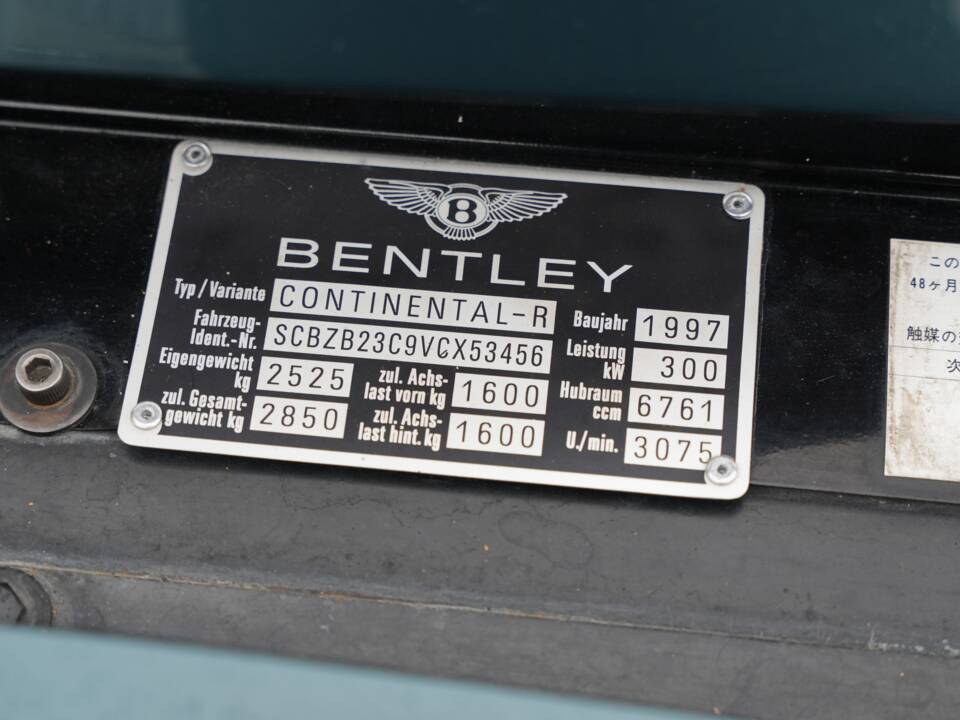 B
BENTLEY
Typ / Variante CONTINENTAL-R
Fahrzeug-
Ident.-Nr. SCBZB23C9VCX53456
Eigengewicht
kg 2525
zul. Gesamt-
gewicht kg 2850
zul. Achs-
last vorn kg 1600
zul. Achs-
last hint. kg 1600
Baujahr 1997
Leistung
kW 300
Hubraum
ccm 6761
U./min. 3075
この
48ヶ月
触媒の
次